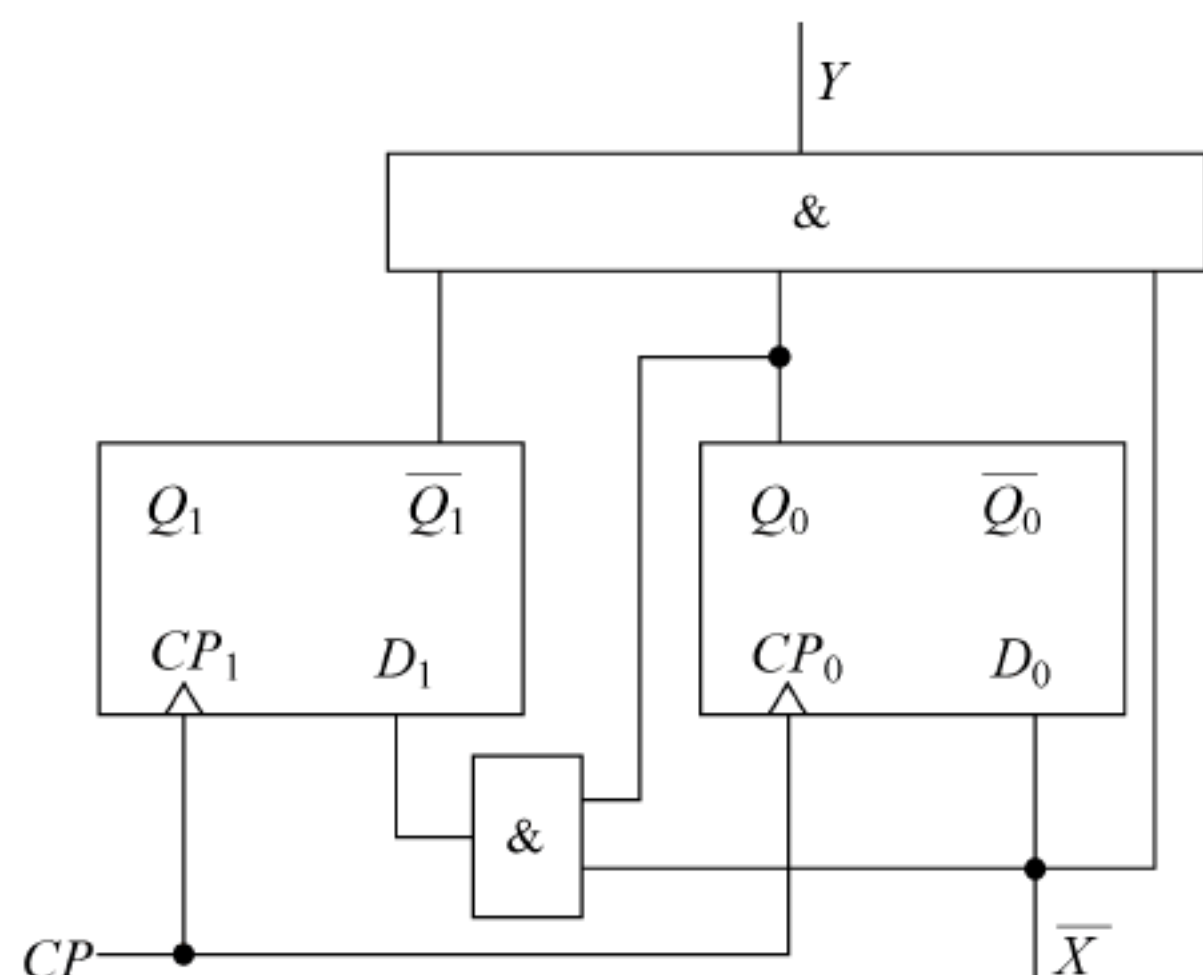 Y
&
Q₁ Q̅₁ Q₀ Q̅₀
CP₁ D₁ CP₀ D₀
&
CP X̅